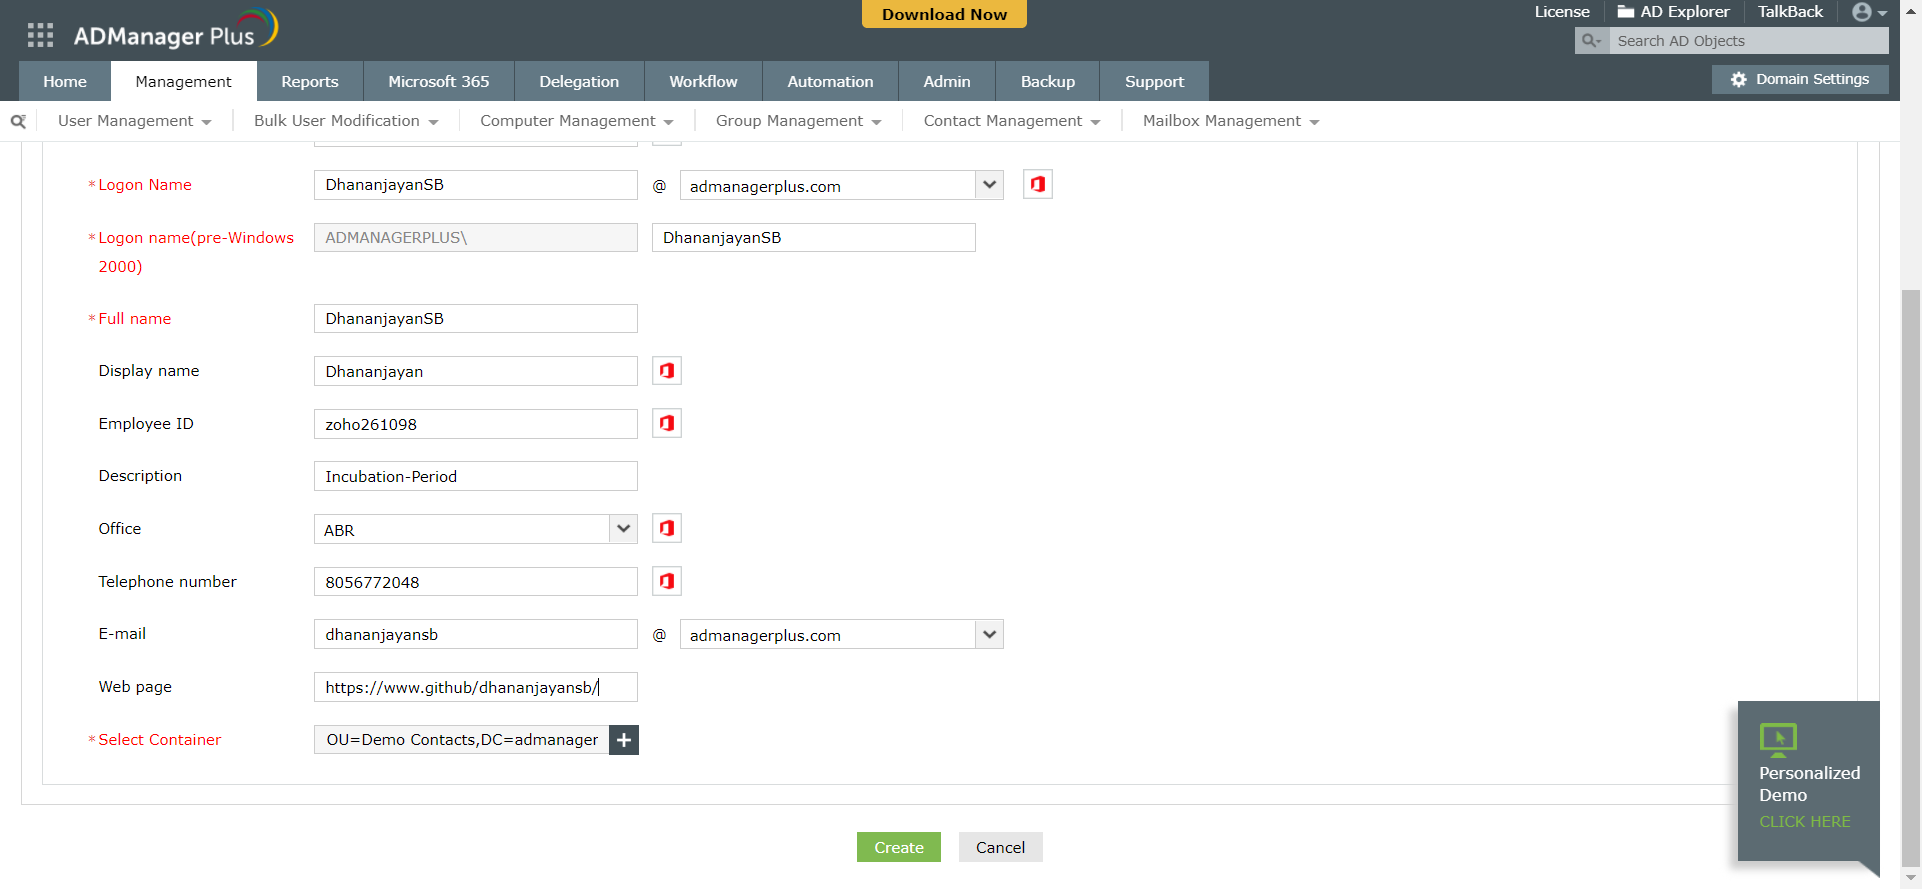 Download Now
License AD Explorer TalkBack
ADManager Plus
Search AD Objects
Home Management Reports Microsoft 365 Delegation Workflow Automation Admin Backup Support Domain Settings
User Management Bulk User Modification Computer Management Group Management Contact Management Mailbox Management
*Logon Name DhananjayanSB @ admanagerplus.com
*Logon name(pre-Windows ADMANAGERPLUS\ DhananjayanSB
2000)
*Full name DhananjayanSB
Display name Dhananjayan
Employee ID zoho261098
Description Incubation-Period
Office ABR
Telephone number 8056772048
E-mail dhananjayansb @ admanagerplus.com
Web page https://www.github/dhananjayansb/
*Select Container OU=Demo Contacts,DC=admanager
Personalized
Demo
CLICK HERE
Create Cancel